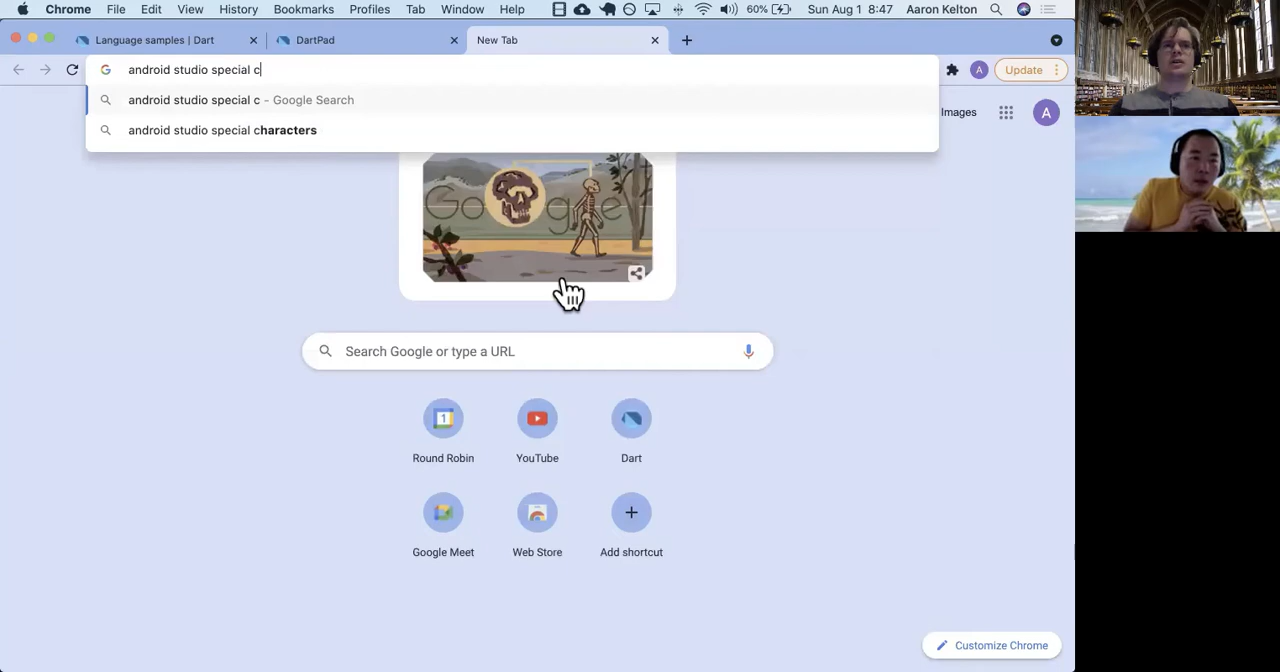 Chrome File Edit View History Bookmarks Profiles Tab Window Help 60% Sun Aug 1 8:47 Aaron Kelton
Language samples | Dart DartPad New Tab
android studio special c A Update
android studio special c - Google Search
android studio special characters
Images A
Google
Search Google or type a URL
1
Round Robin YouTube Dart
Google Meet Web Store Add shortcut
Customize Chrome